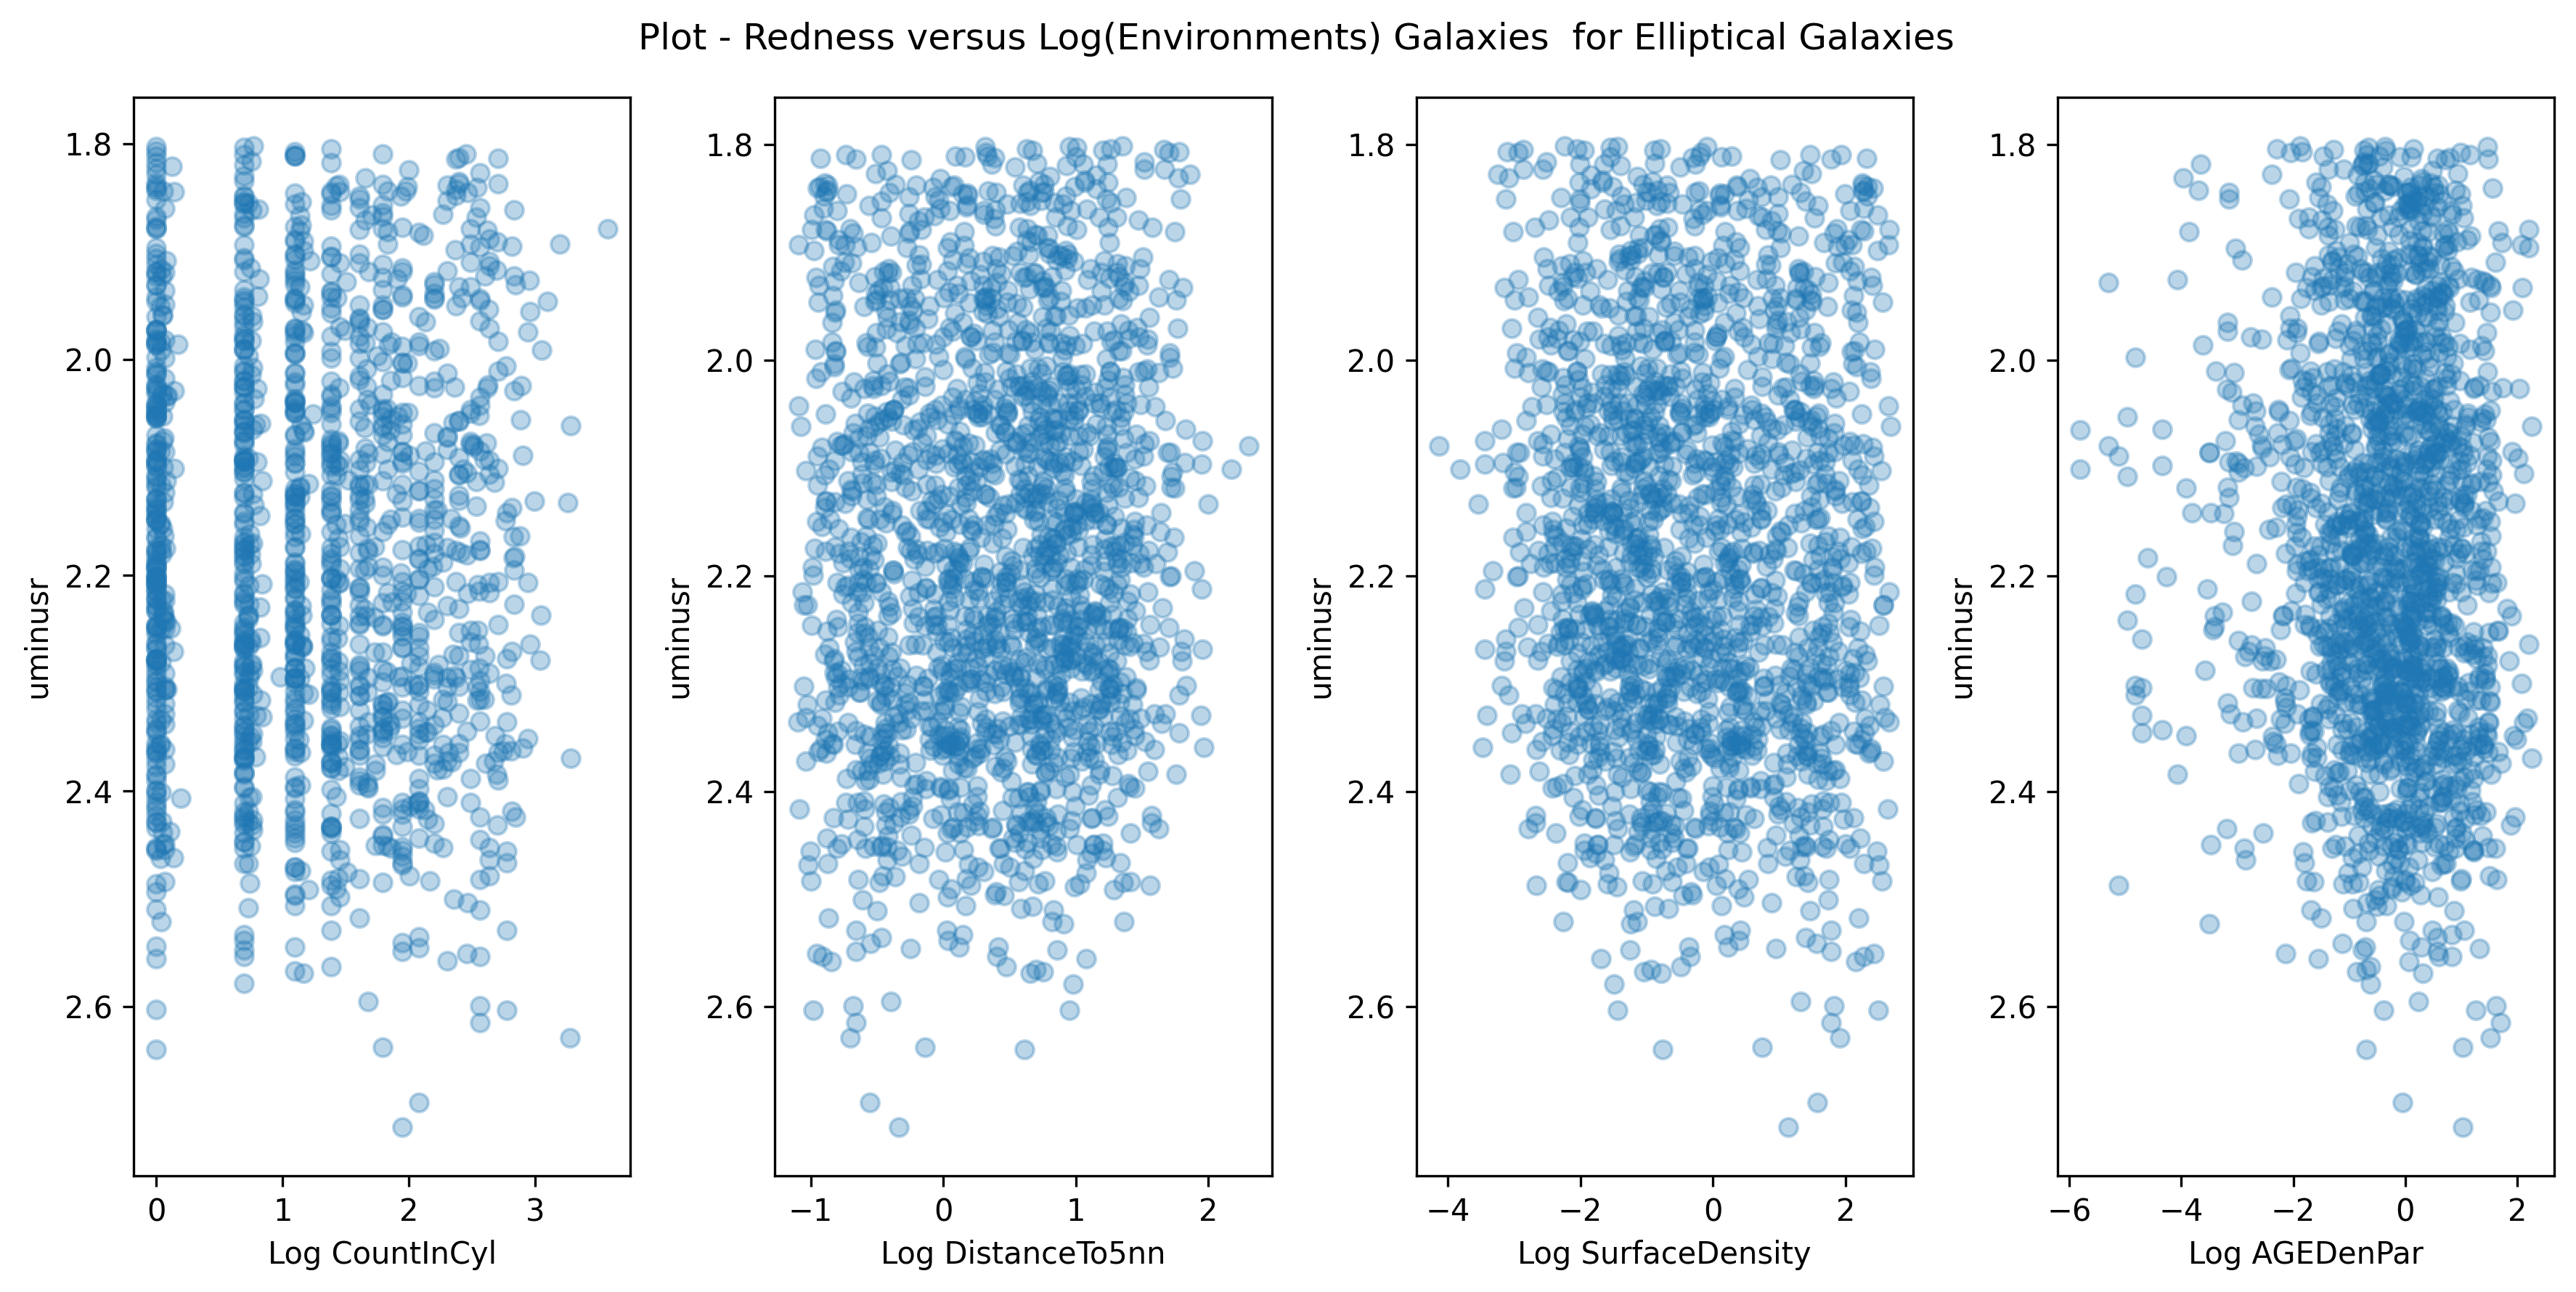 Plot - Redness versus Log(Environments) Galaxies  for Elliptical Galaxies
uminusr
1.8
2.0
2.2
2.4
2.6
0 1 2 3
Log CountInCyl
uminusr
1.8
2.0
2.2
2.4
2.6
−1 0 1 2
Log DistanceTo5nn
uminusr
1.8
2.0
2.2
2.4
2.6
−4 −2 0 2
Log SurfaceDensity
uminusr
1.8
2.0
2.2
2.4
2.6
−6 −4 −2 0 2
Log AGEDenPar